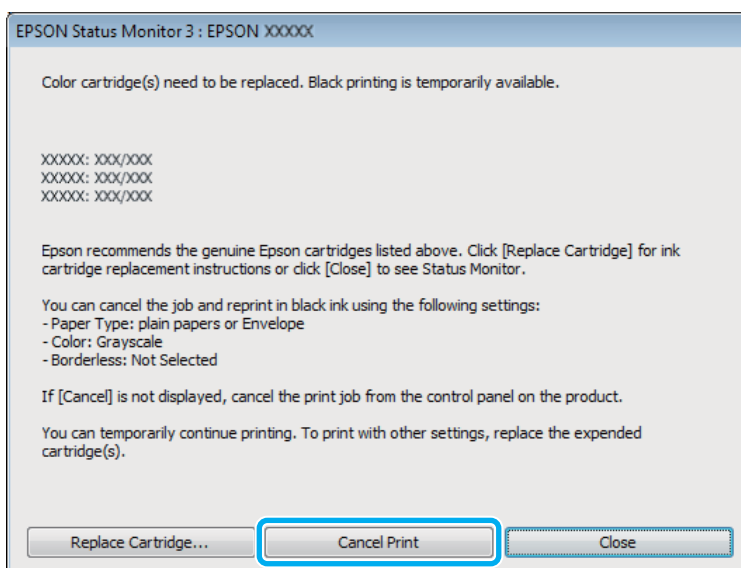 EPSON Status Monitor 3 : EPSON XXXXX
Color cartridge(s) need to be replaced. Black printing is temporarily available.
XXXXX: XXX/XXX
XXXXX: XXX/XXX
XXXXX: XXX/XXX
Epson recommends the genuine Epson cartridges listed above. Click [Replace Cartridge] for ink
cartridge replacement instructions or click [Close] to see Status Monitor.
You can cancel the job and reprint in black ink using the following settings:
- Paper Type: plain papers or Envelope
- Color: Grayscale
- Borderless: Not Selected
If [Cancel] is not displayed, cancel the print job from the control panel on the product.
You can temporarily continue printing. To print with other settings, replace the expended
cartridge(s).
Replace Cartridge... Cancel Print Close